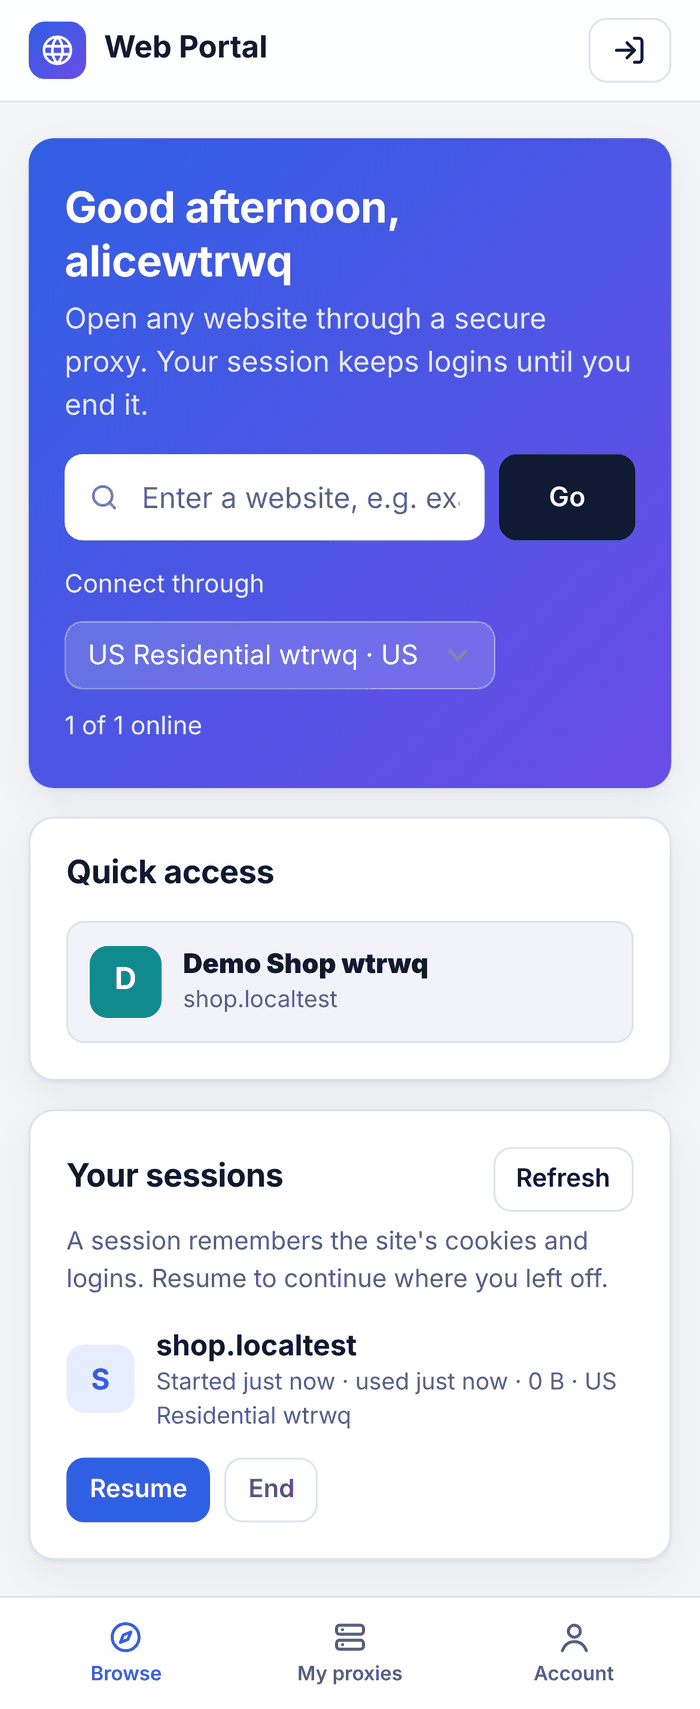 Web Portal
Good afternoon,
alicewtrwq
Open any website through a secure
proxy. Your session keeps logins until you
end it.
Enter a website, e.g. ex
Go
Connect through
US Residential wtrwq · US
1 of 1 online
Quick access
D
Demo Shop wtrwq
shop.localtest
Your sessions
Refresh
A session remembers the site's cookies and
logins. Resume to continue where you left off.
S
shop.localtest
Started just now · used just now · 0 B · US
Residential wtrwq
Resume
End
Browse
My proxies
Account